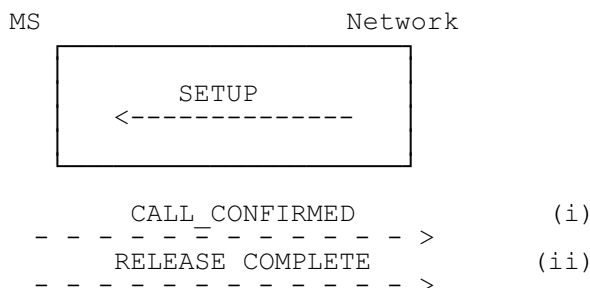 MS Network
SETUP
<--------------
CALL_CONFIRMED (i)
- - - - - - - - - - - - >
RELEASE COMPLETE (ii)
- - - - - - - - - - - - >